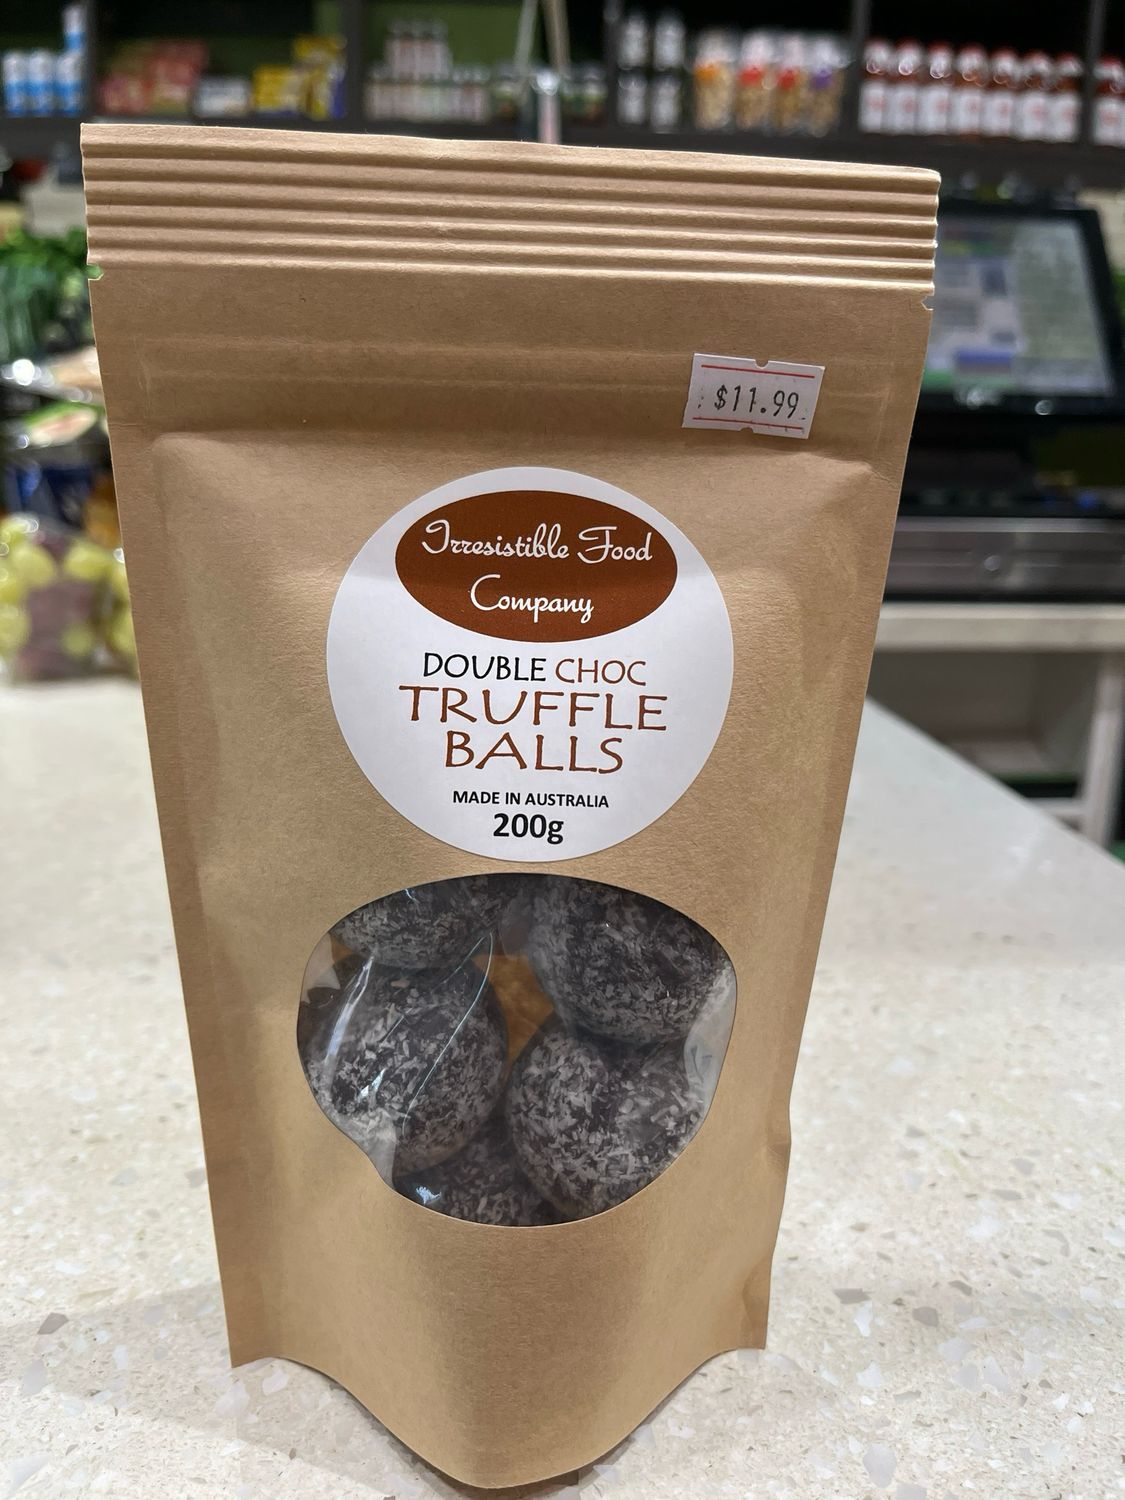 $11.99
Irresistible Food
Company
DOUBLE CHOC
TRUFFLE
BALLS
MADE IN AUSTRALIA
200g